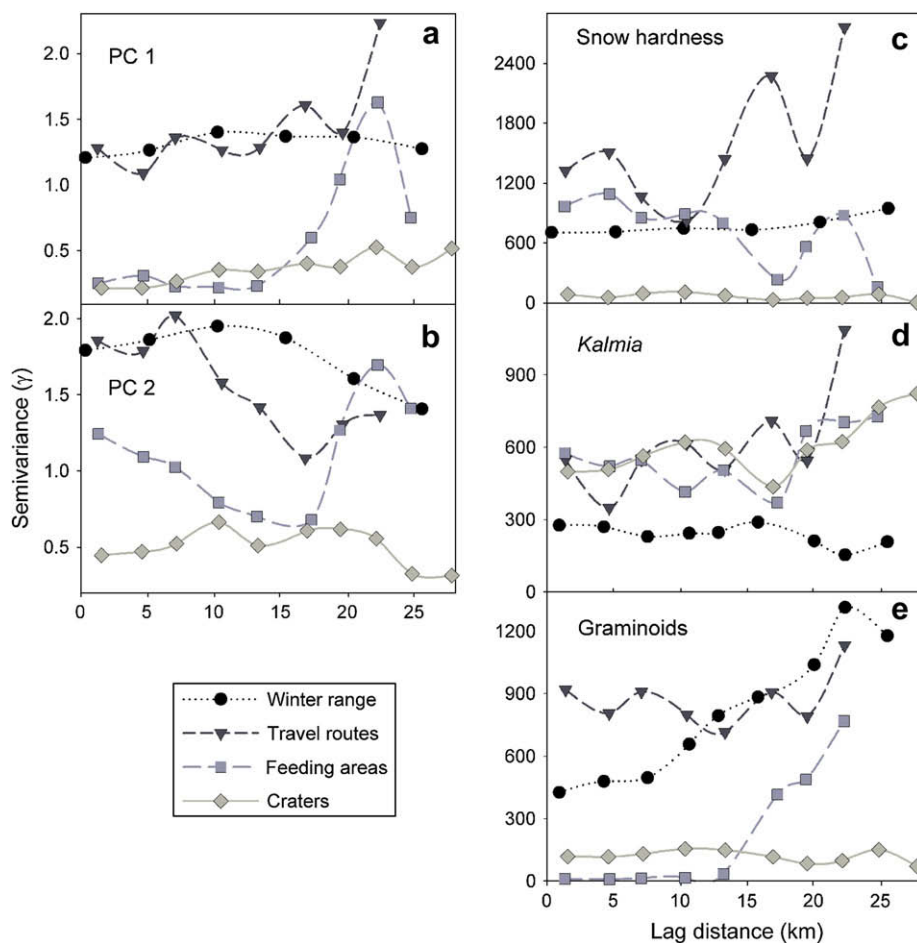 a
PC 1
2.0
1.5
1.0
0.5
b
PC 2
2.0
1.5
1.0
0.5
0 5 10 15 20 25
Semivariance (γ)
Winter range
Travel routes
Feeding areas
Craters
c
Snow hardness
2400
1800
1200
600
0
d
Kalmia
900
600
300
0
e
Graminoids
1200
900
600
300
0
0 5 10 15 20 25
Lag distance (km)